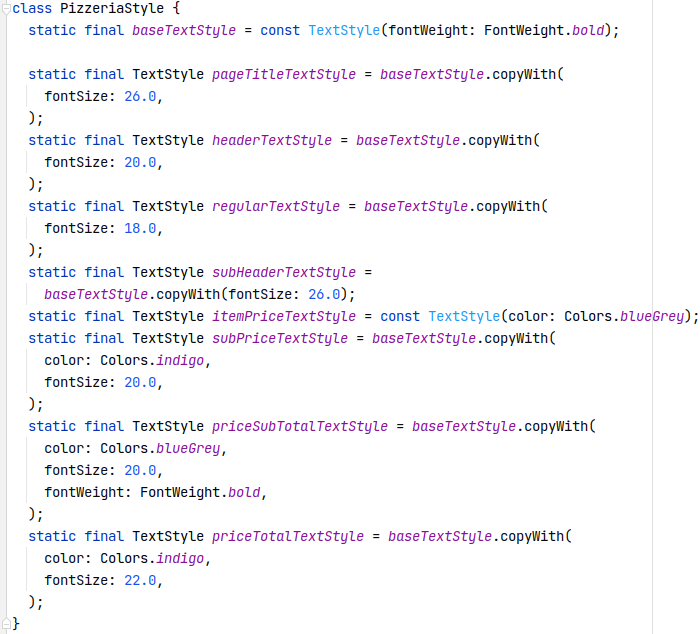 class PizzeriaStyle {
  static final baseTextStyle = const TextStyle(fontWeight: FontWeight.bold);

  static final TextStyle pageTitleTextStyle = baseTextStyle.copyWith(
    fontSize: 26.0,
  );
  static final TextStyle headerTextStyle = baseTextStyle.copyWith(
    fontSize: 20.0,
  );
  static final TextStyle regularTextStyle = baseTextStyle.copyWith(
    fontSize: 18.0,
  );
  static final TextStyle subHeaderTextStyle =
    baseTextStyle.copyWith(fontSize: 26.0);
  static final TextStyle itemPriceTextStyle = const TextStyle(color: Colors.blueGrey);
  static final TextStyle subPriceTextStyle = baseTextStyle.copyWith(
    color: Colors.indigo,
    fontSize: 20.0,
  );
  static final TextStyle priceSubTotalTextStyle = baseTextStyle.copyWith(
    color: Colors.blueGrey,
    fontSize: 20.0,
    fontWeight: FontWeight.bold,
  );
  static final TextStyle priceTotalTextStyle = baseTextStyle.copyWith(
    color: Colors.indigo,
    fontSize: 22.0,
  );
}